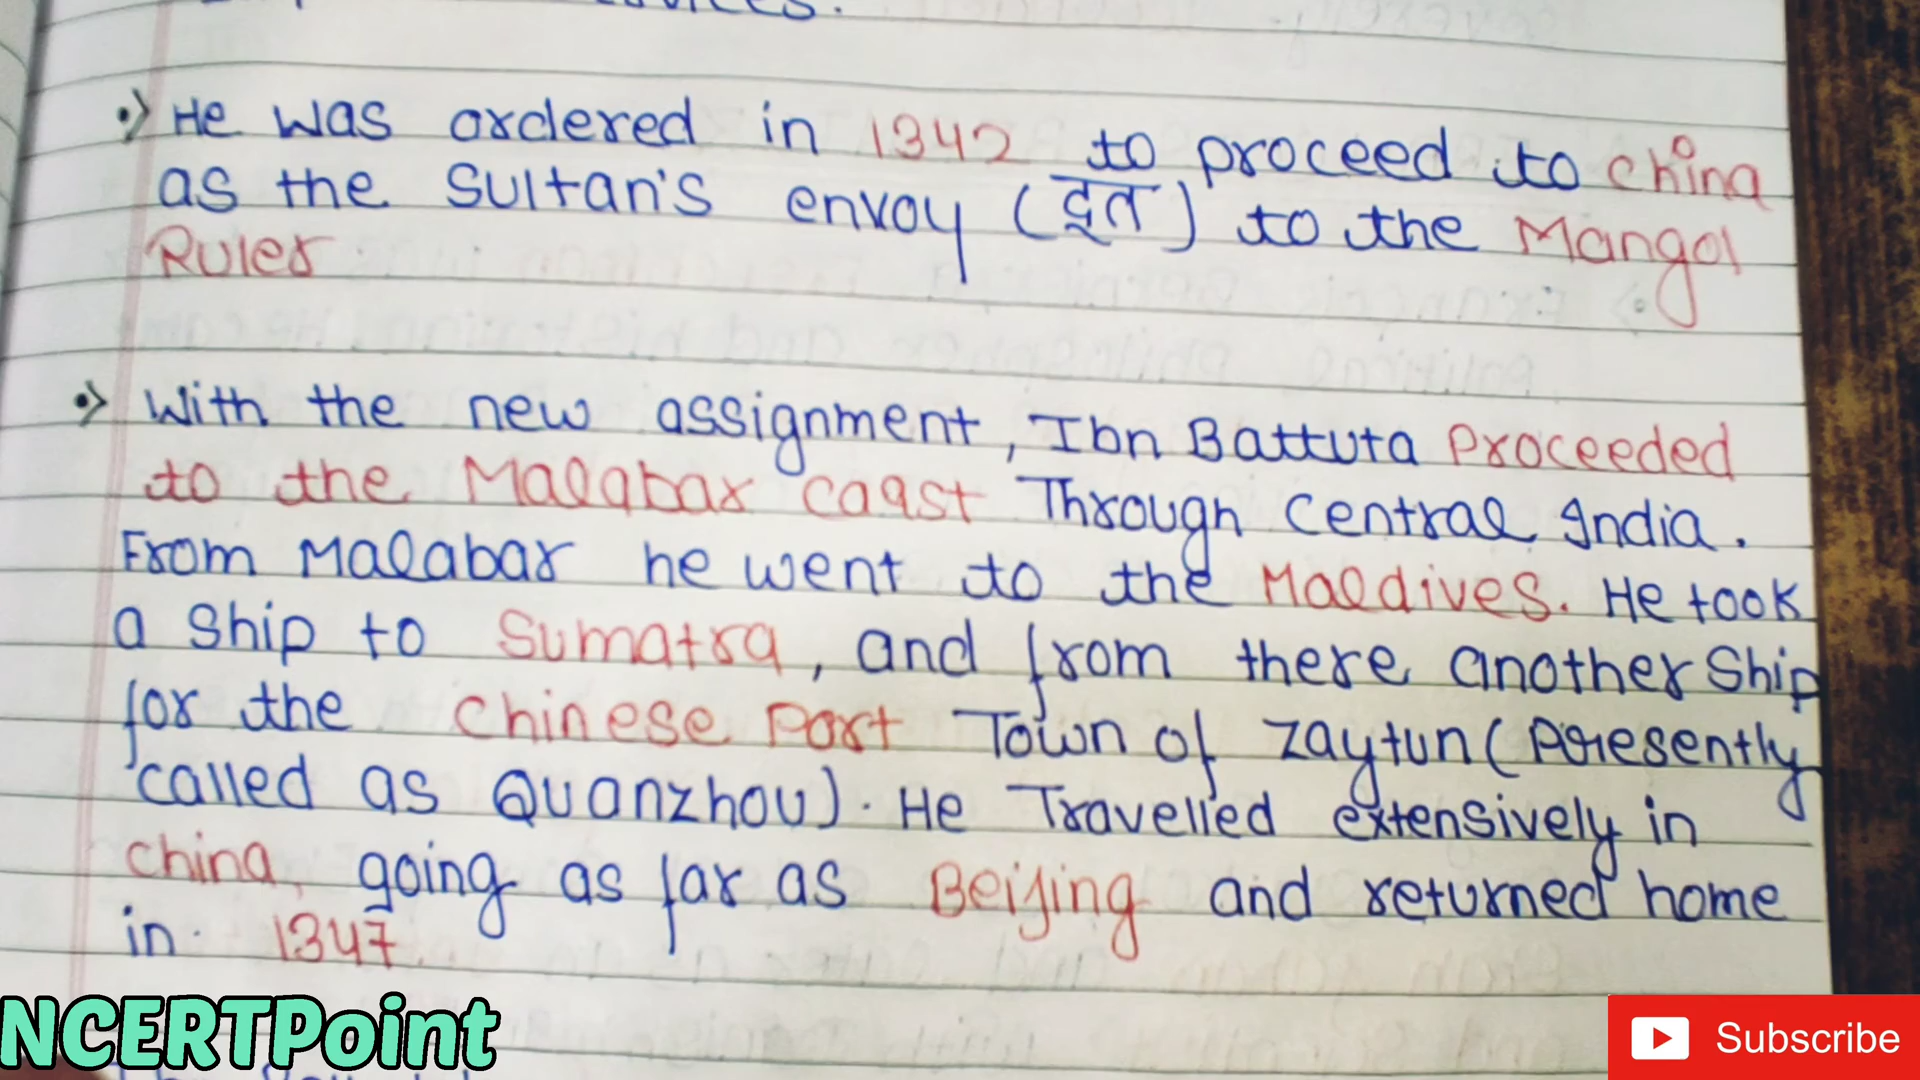 •) He was ordered in 1342 to proceed to China
as the Sultan's envoy (दूत) to the Mangol
Ruler
•) With the new assignment, Ibn Battuta Proceeded
to the Malabar Caast Through Central India.
From Malabar he went to the Maldives. He took
a Ship to Sumatra, and from there another Ship
for the Chinese Port Town of Zaytun (Presently
called as Quanzhou). He Travelled extensively in
China, going as far as Beijing and returned home
in 1347
NCERTPoint
Subscribe